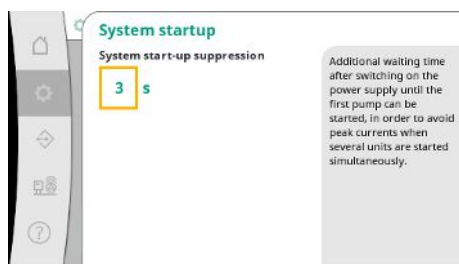 System startup
System start-up suppression
3 s
Additional waiting time
after switching on the
power supply until the
first pump can be
started, in order to avoid
peak currents when
several units are started
simultaneously.
?